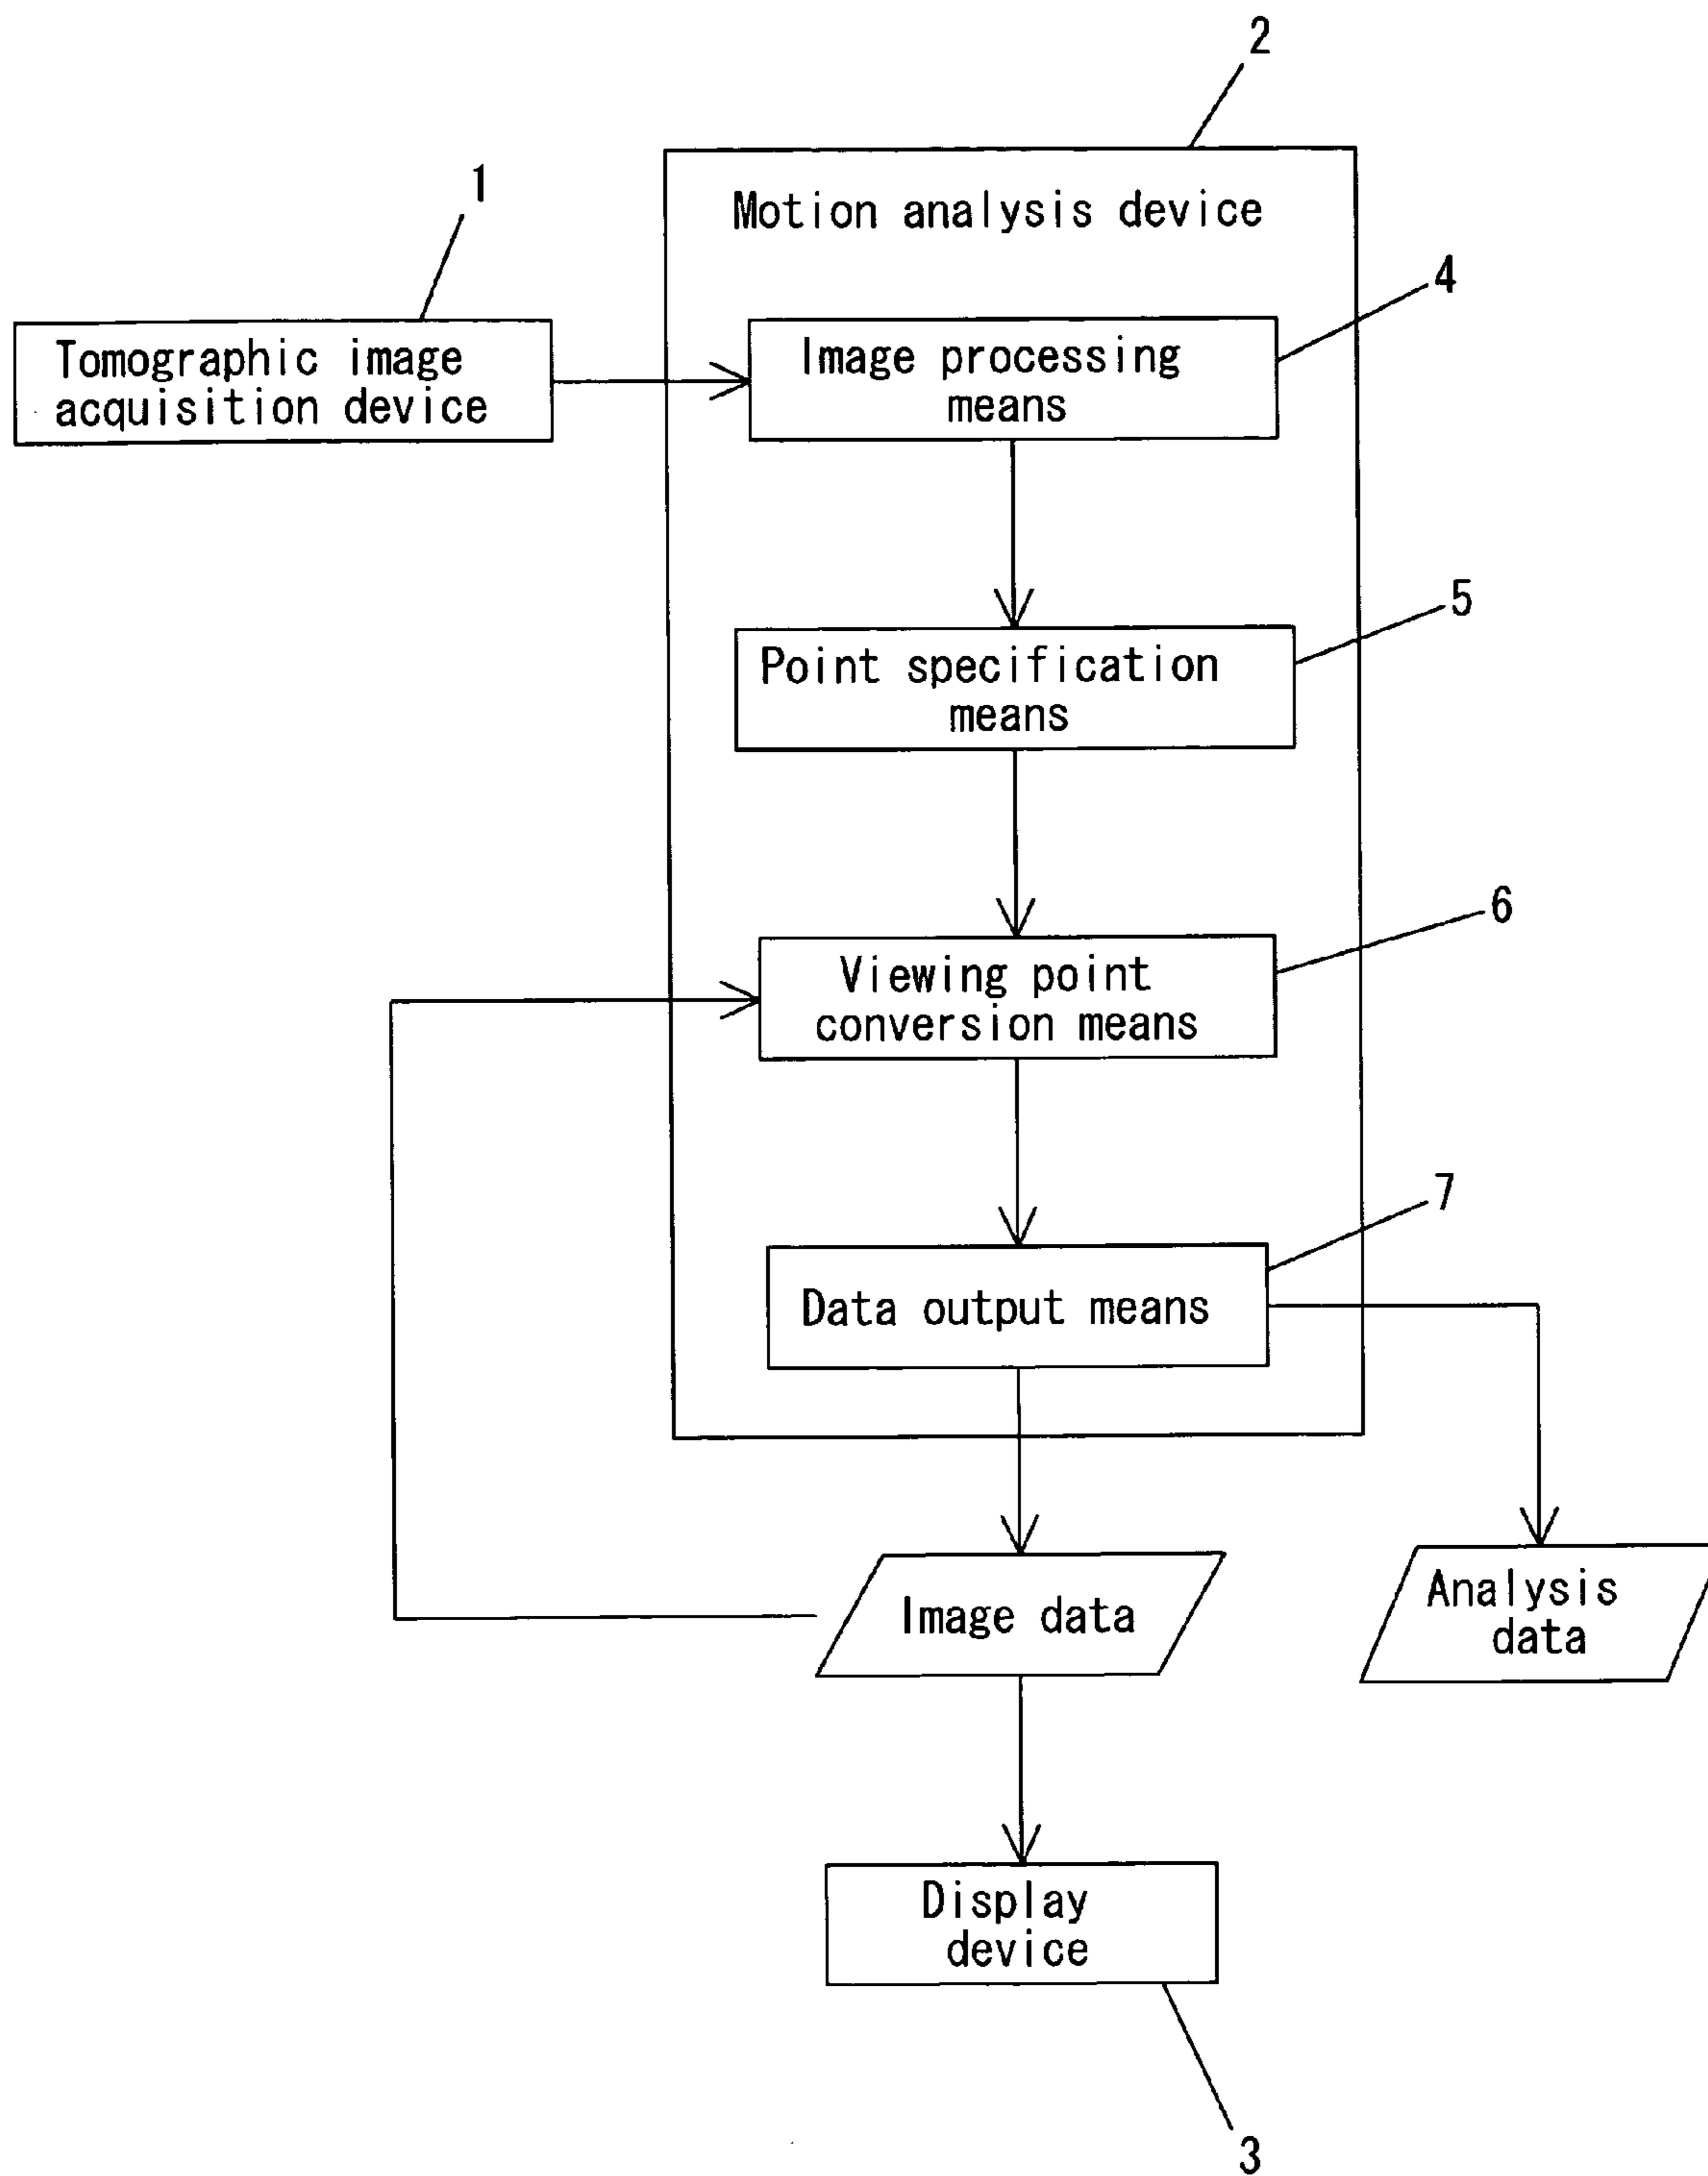 2
1
Motion analysis device
4
Tomographic image
acquisition device
Image processing
means
5
Point specification
means
6
Viewing point
conversion means
7
Data output means
Image data
Analysis
data
Display
device
3